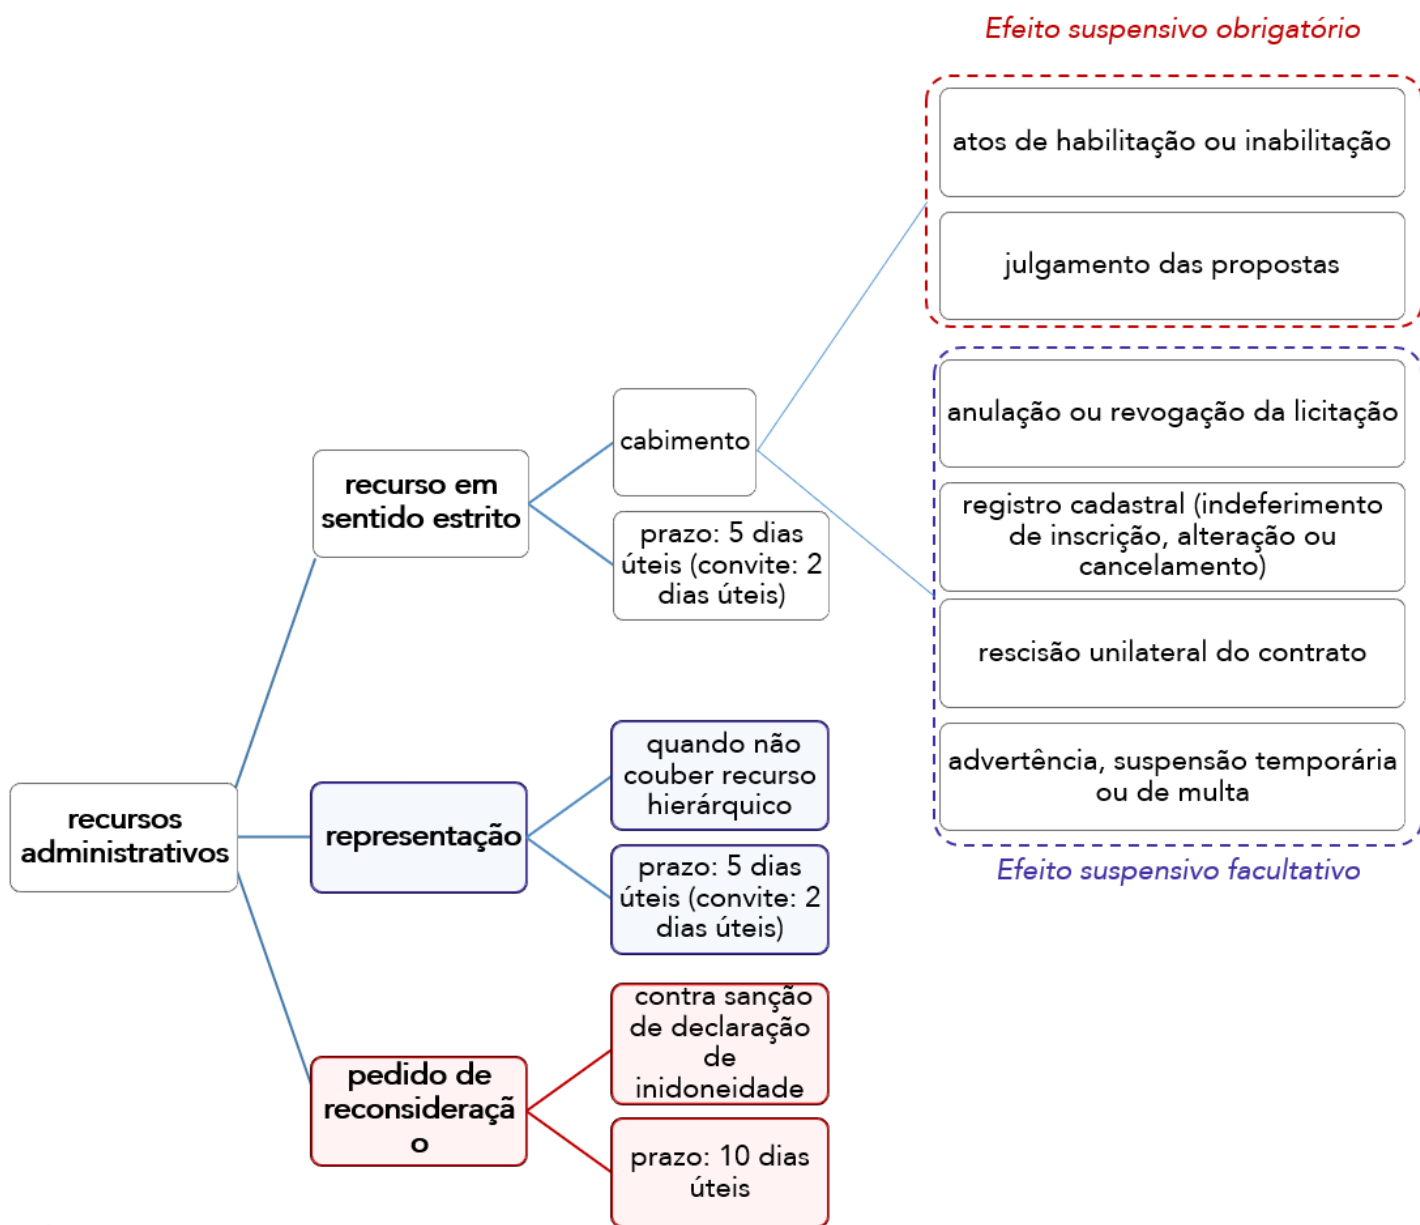 Efeito suspensivo obrigatório
atos de habilitação ou inabilitação
julgamento das propostas
anulação ou revogação da licitação
cabimento
recurso em
sentido estrito
registro cadastral (indeferimento
de inscrição, alteração ou
cancelamento)
prazo: 5 dias
úteis (convite: 2
dias úteis)
rescisão unilateral do contrato
advertência, suspensão temporária
ou de multa
Efeito suspensivo facultativo
quando não
couber recurso
hierárquico
recursos
administrativos
representação
prazo: 5 dias
úteis (convite: 2
dias úteis)
contra sanção
de declaração
de
inidoneidade
pedido de
reconsideraçã
o
prazo: 10 dias
úteis